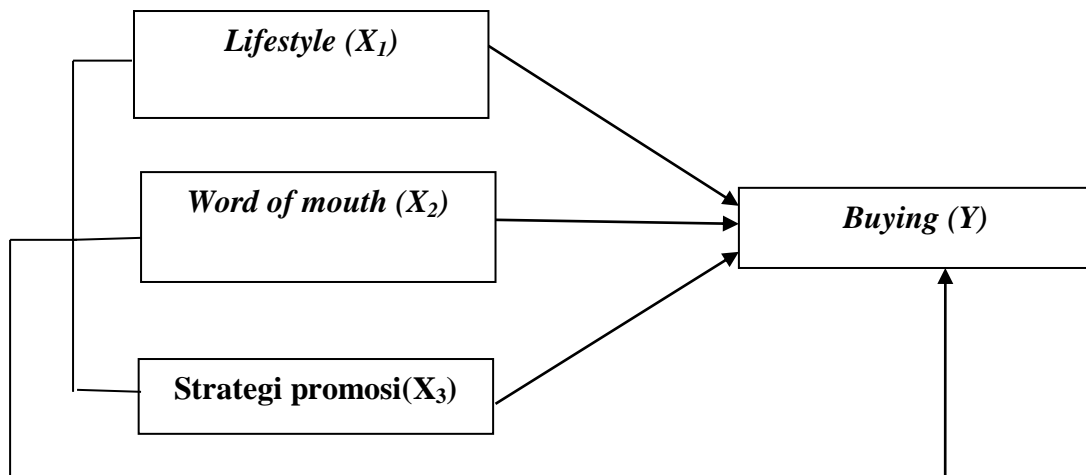 Lifestyle (X₁)
Word of mouth (X₂)
Buying (Y)
Strategi promosi(X₃)